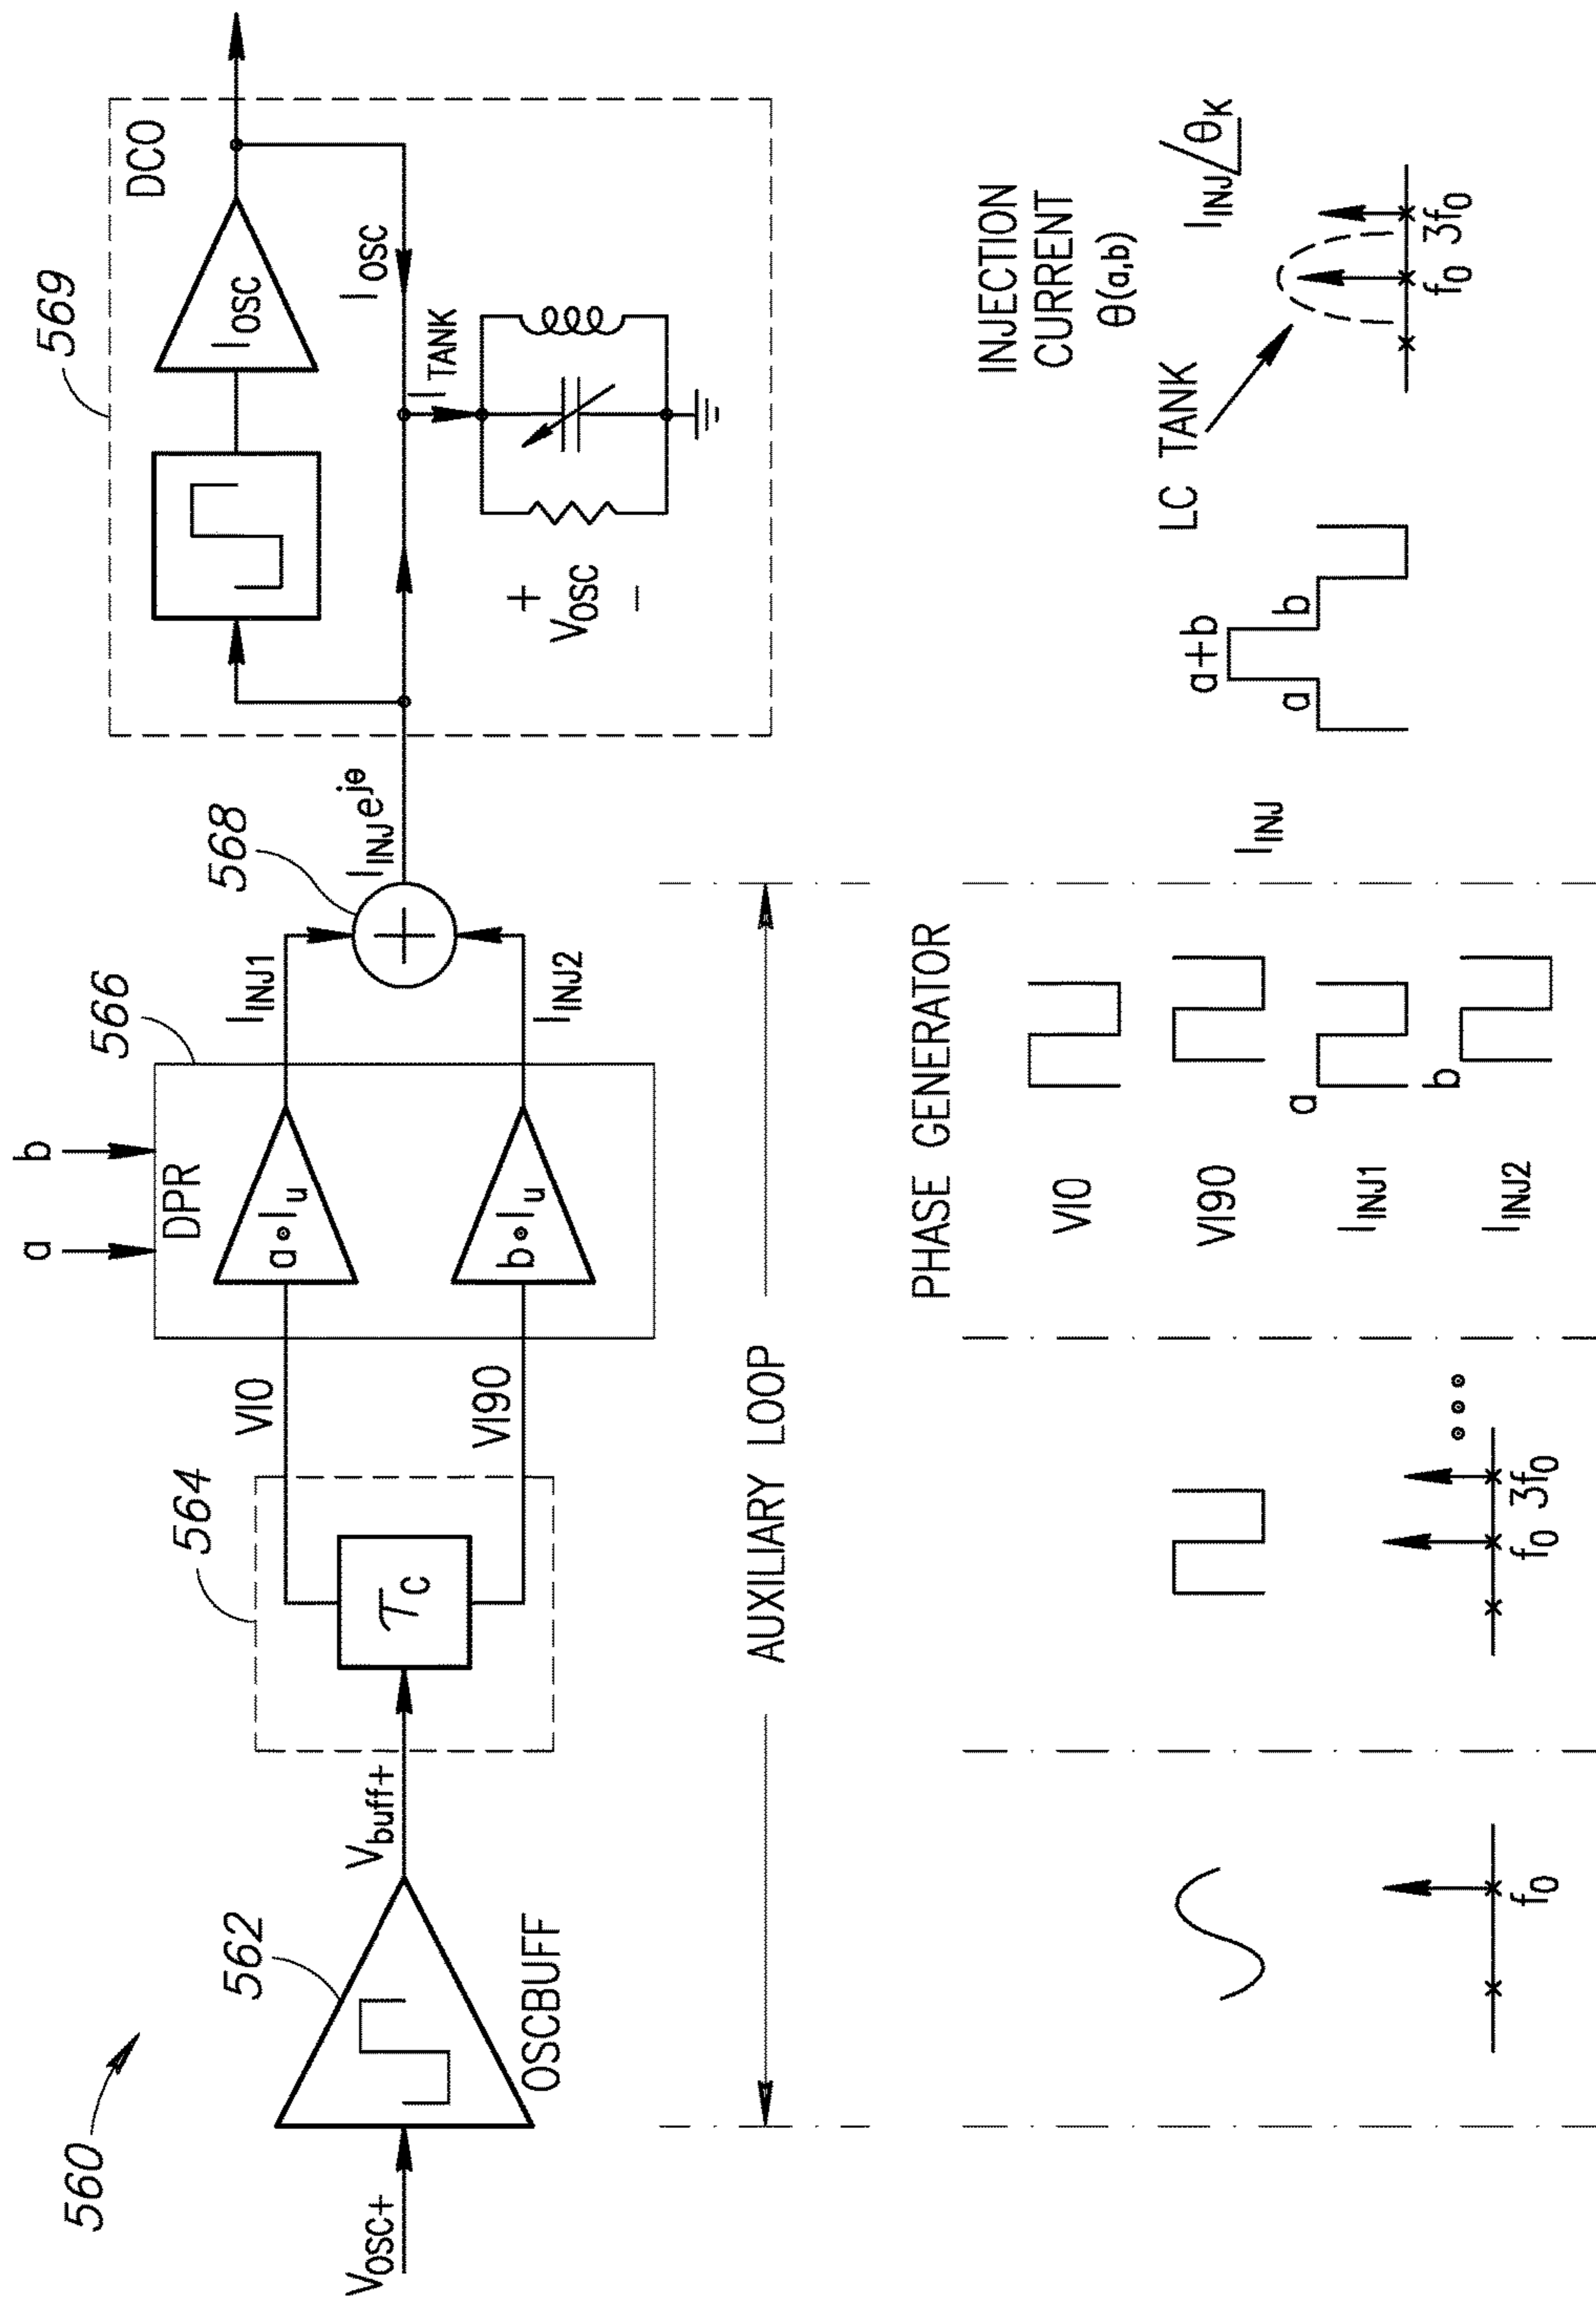 560
562
564
566
568
569
V_OSC+
OSCBUFF
V_buff+
τ_C
VI0
VI90
a
b
DPR
a∘I_u
b∘I_u
I_INJ1
I_INJ2
+
I_INJ e^jθ
DCO
I_OSC
I_OSC
I_TANK
+
V_OSC
−
AUXILIARY LOOP
PHASE GENERATOR
INJECTION
CURRENT
θ(a,b)
f_0
f_0 3f_0
VI0
VI90
I_INJ1
a
I_INJ2
b
I_INJ
a
a+b
b
LC TANK
I_INJ/θ_K
f_0 3f_0